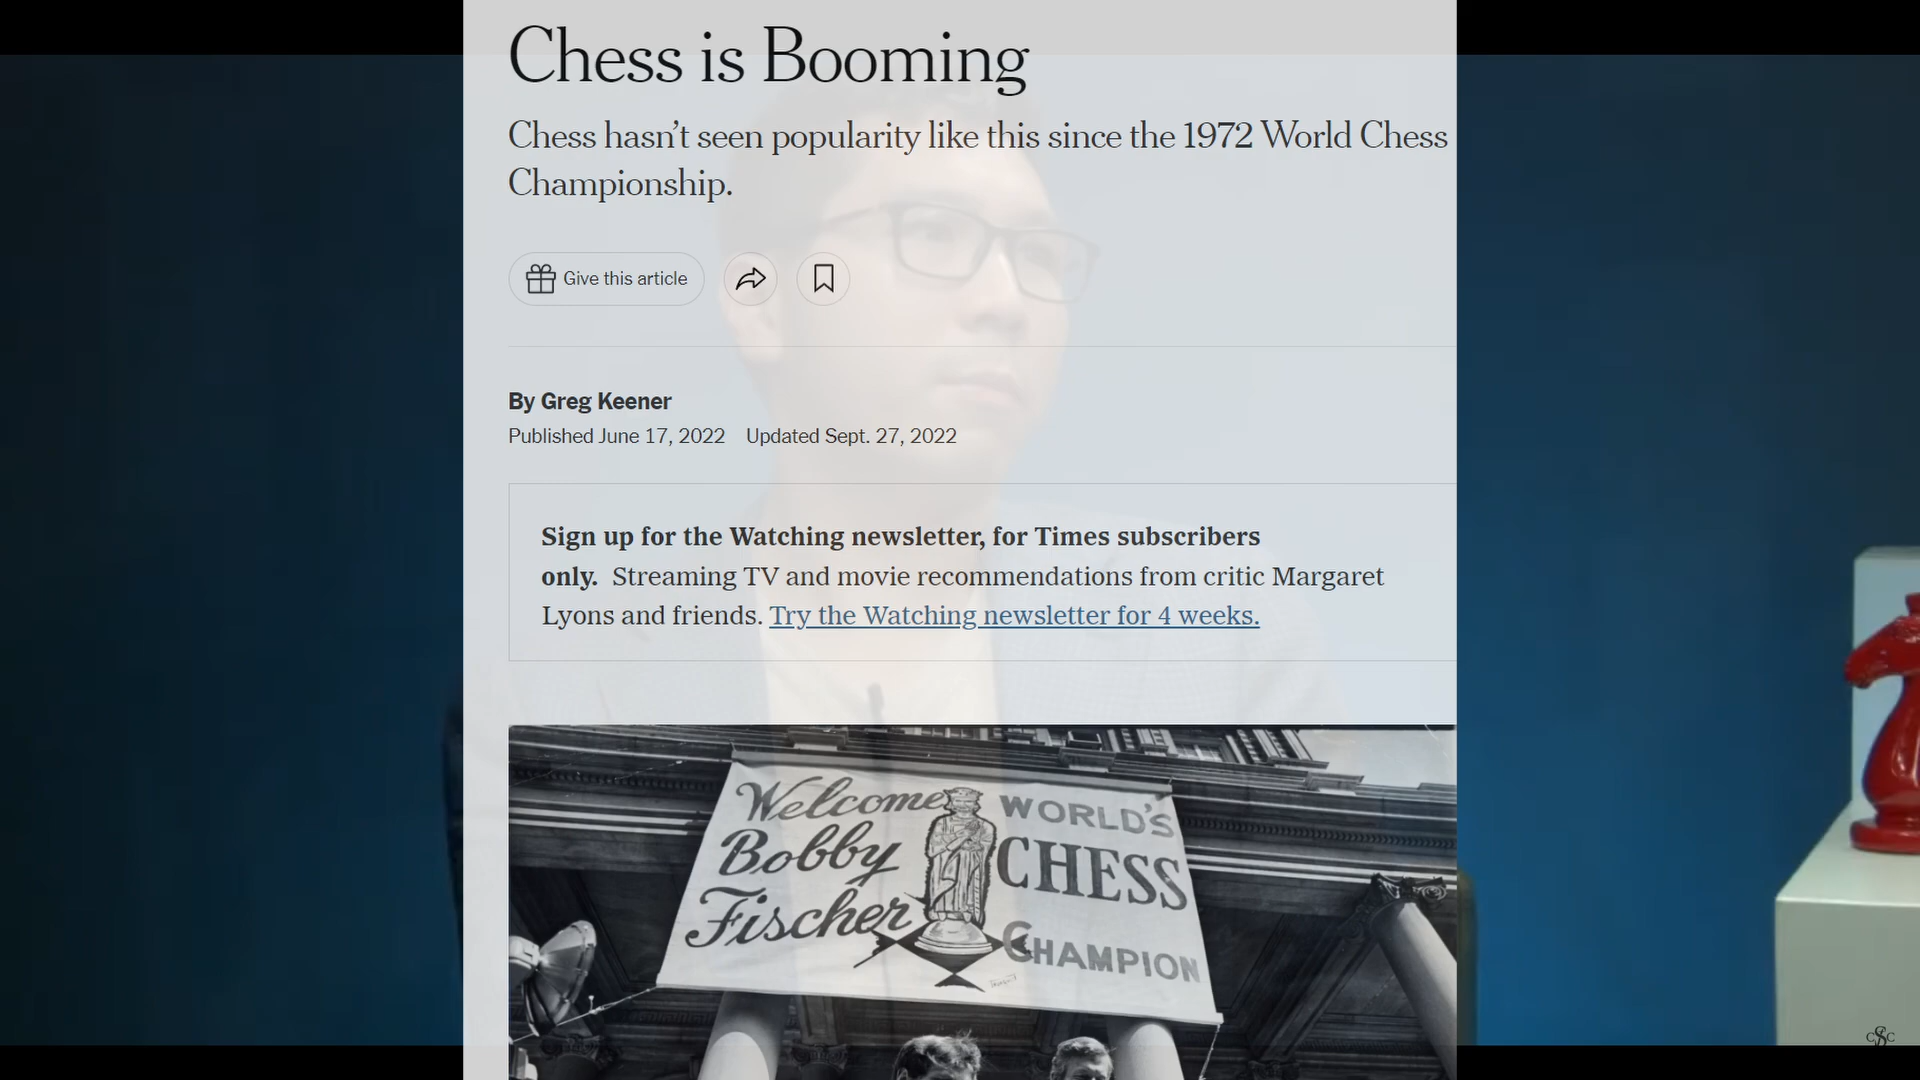 Chess is Booming
Chess hasn’t seen popularity like this since the 1972 World Chess
Championship.
Give this article
By Greg Keener
Published June 17, 2022 Updated Sept. 27, 2022
Sign up for the Watching newsletter, for Times subscribers
only. Streaming TV and movie recommendations from critic Margaret
Lyons and friends. Try the Watching newsletter for 4 weeks.
Welcome
Bobby
Fischer
WORLD'S
CHESS
CHAMPION